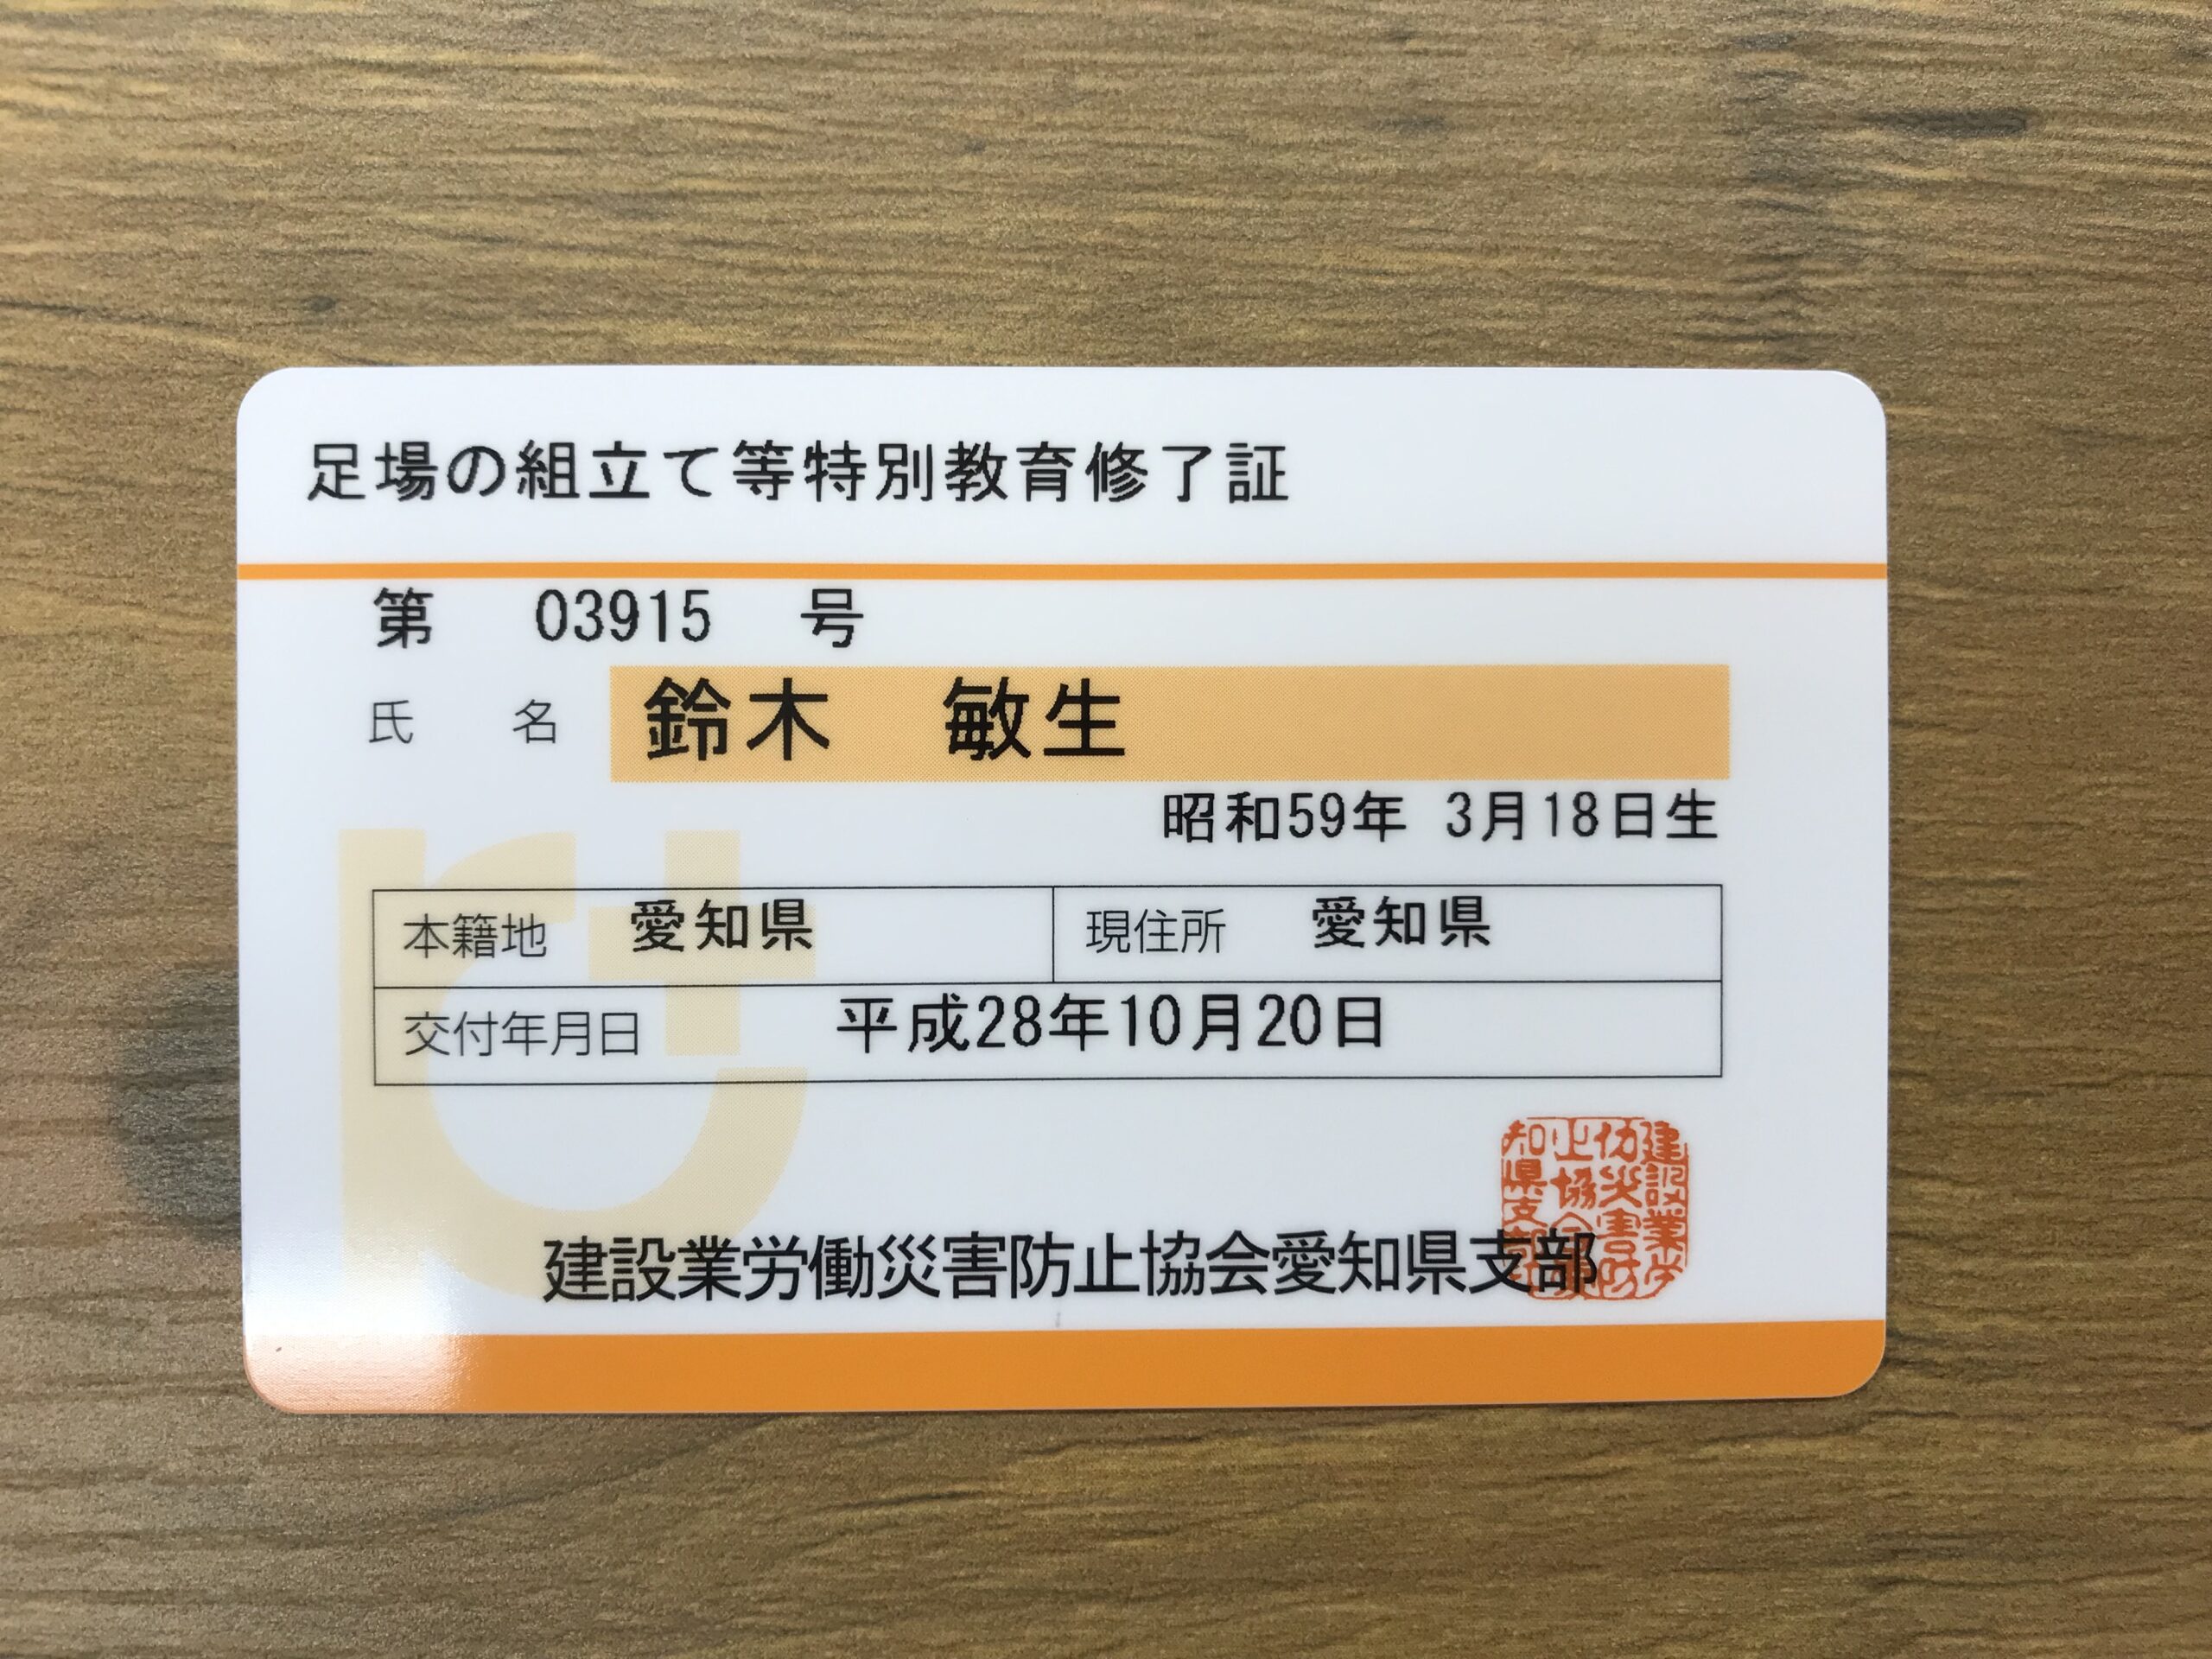 足場の組立て等特別教育修了証
第 03915 号
氏 名 鈴木 敏生
昭和59年 3月18日生
本籍地 愛知県 現住所 愛知県
交付年月日 平成28年10月20日
建設業労働災害防止協会愛知県支部